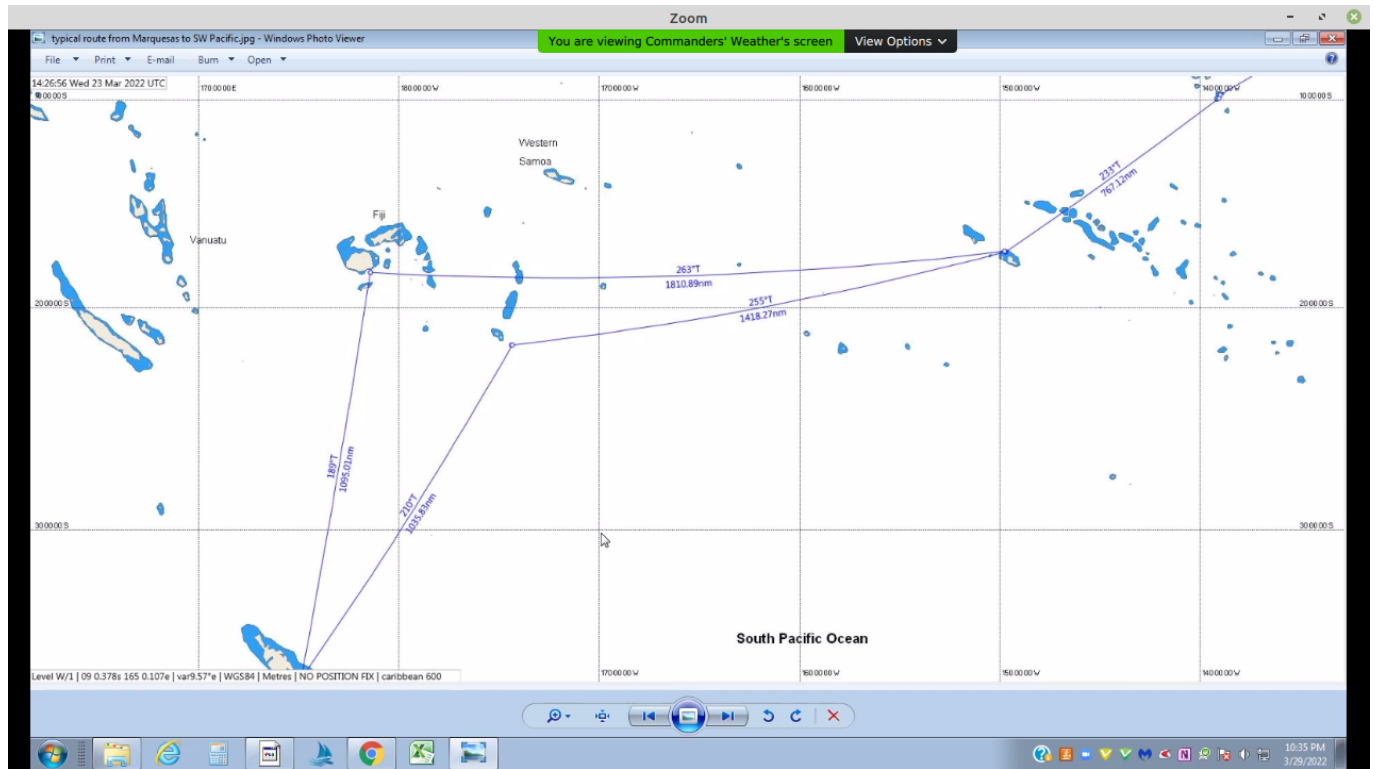 Zoom
typical route from Marquesas to SW Pacific.jpg - Windows Photo Viewer
You are viewing Commanders' Weather's screen View Options
File Print E-mail Burn Open
14:26:56 Wed 23 Mar 2022 UTC
170 00 00 E
180 00 00 W
170 00 00 W
160 00 00 W
150 00 00 W
140 00 00 W
10 00 00 S
Western
Samoa
233°T
767.12nm
Fiji
Vanuatu
263°T
1810.89nm
255°T
1418.27nm
20 00 00 S
20 00 00 S
189°T
1095.01nm
210°T
1035.83nm
30 00 00 S
30 00 00 S
South Pacific Ocean
Level W/1 | 09 0.378s 165 0.107e | var9.57°e | WGS84 | Metres | NO POSITION FIX | caribbean 600
170 00 00 W
160 00 00 W
150 00 00 W
140 00 00 W
10:35 PM
3/29/2022